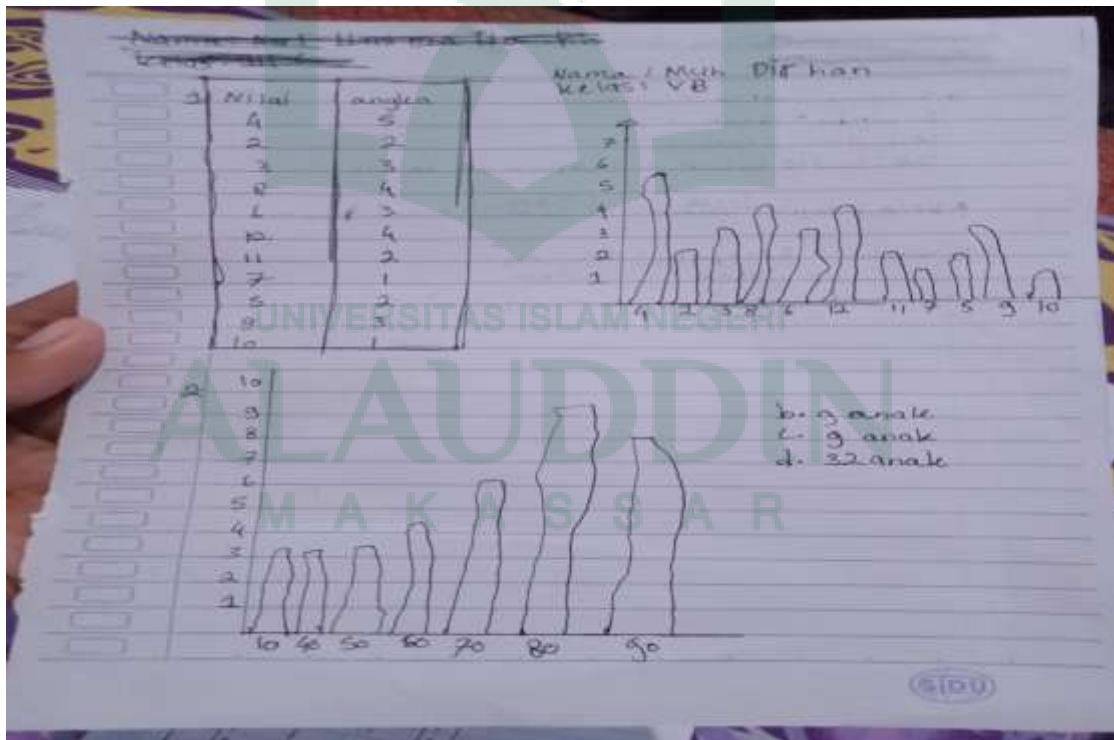 Nama : Muh Dirhan
Kelas : VB
Nilai angka
4 5
2 2
3 3
8 4
6 3
12 4
11 2
7 1
5 2
9 3
10 1
7
6
5
4
3
2
1
4 2 3 8 6 12 11 7 5 9 10
UNIVERSITAS ISLAM NEGERI
ALAUDDIN
MAKASSAR
2
10
9
8
7
6
5
4
3
2
1
10 40 50 60 70 80 90
b. 9 anak
c. 9 anak
d. 32 anak
SIDU